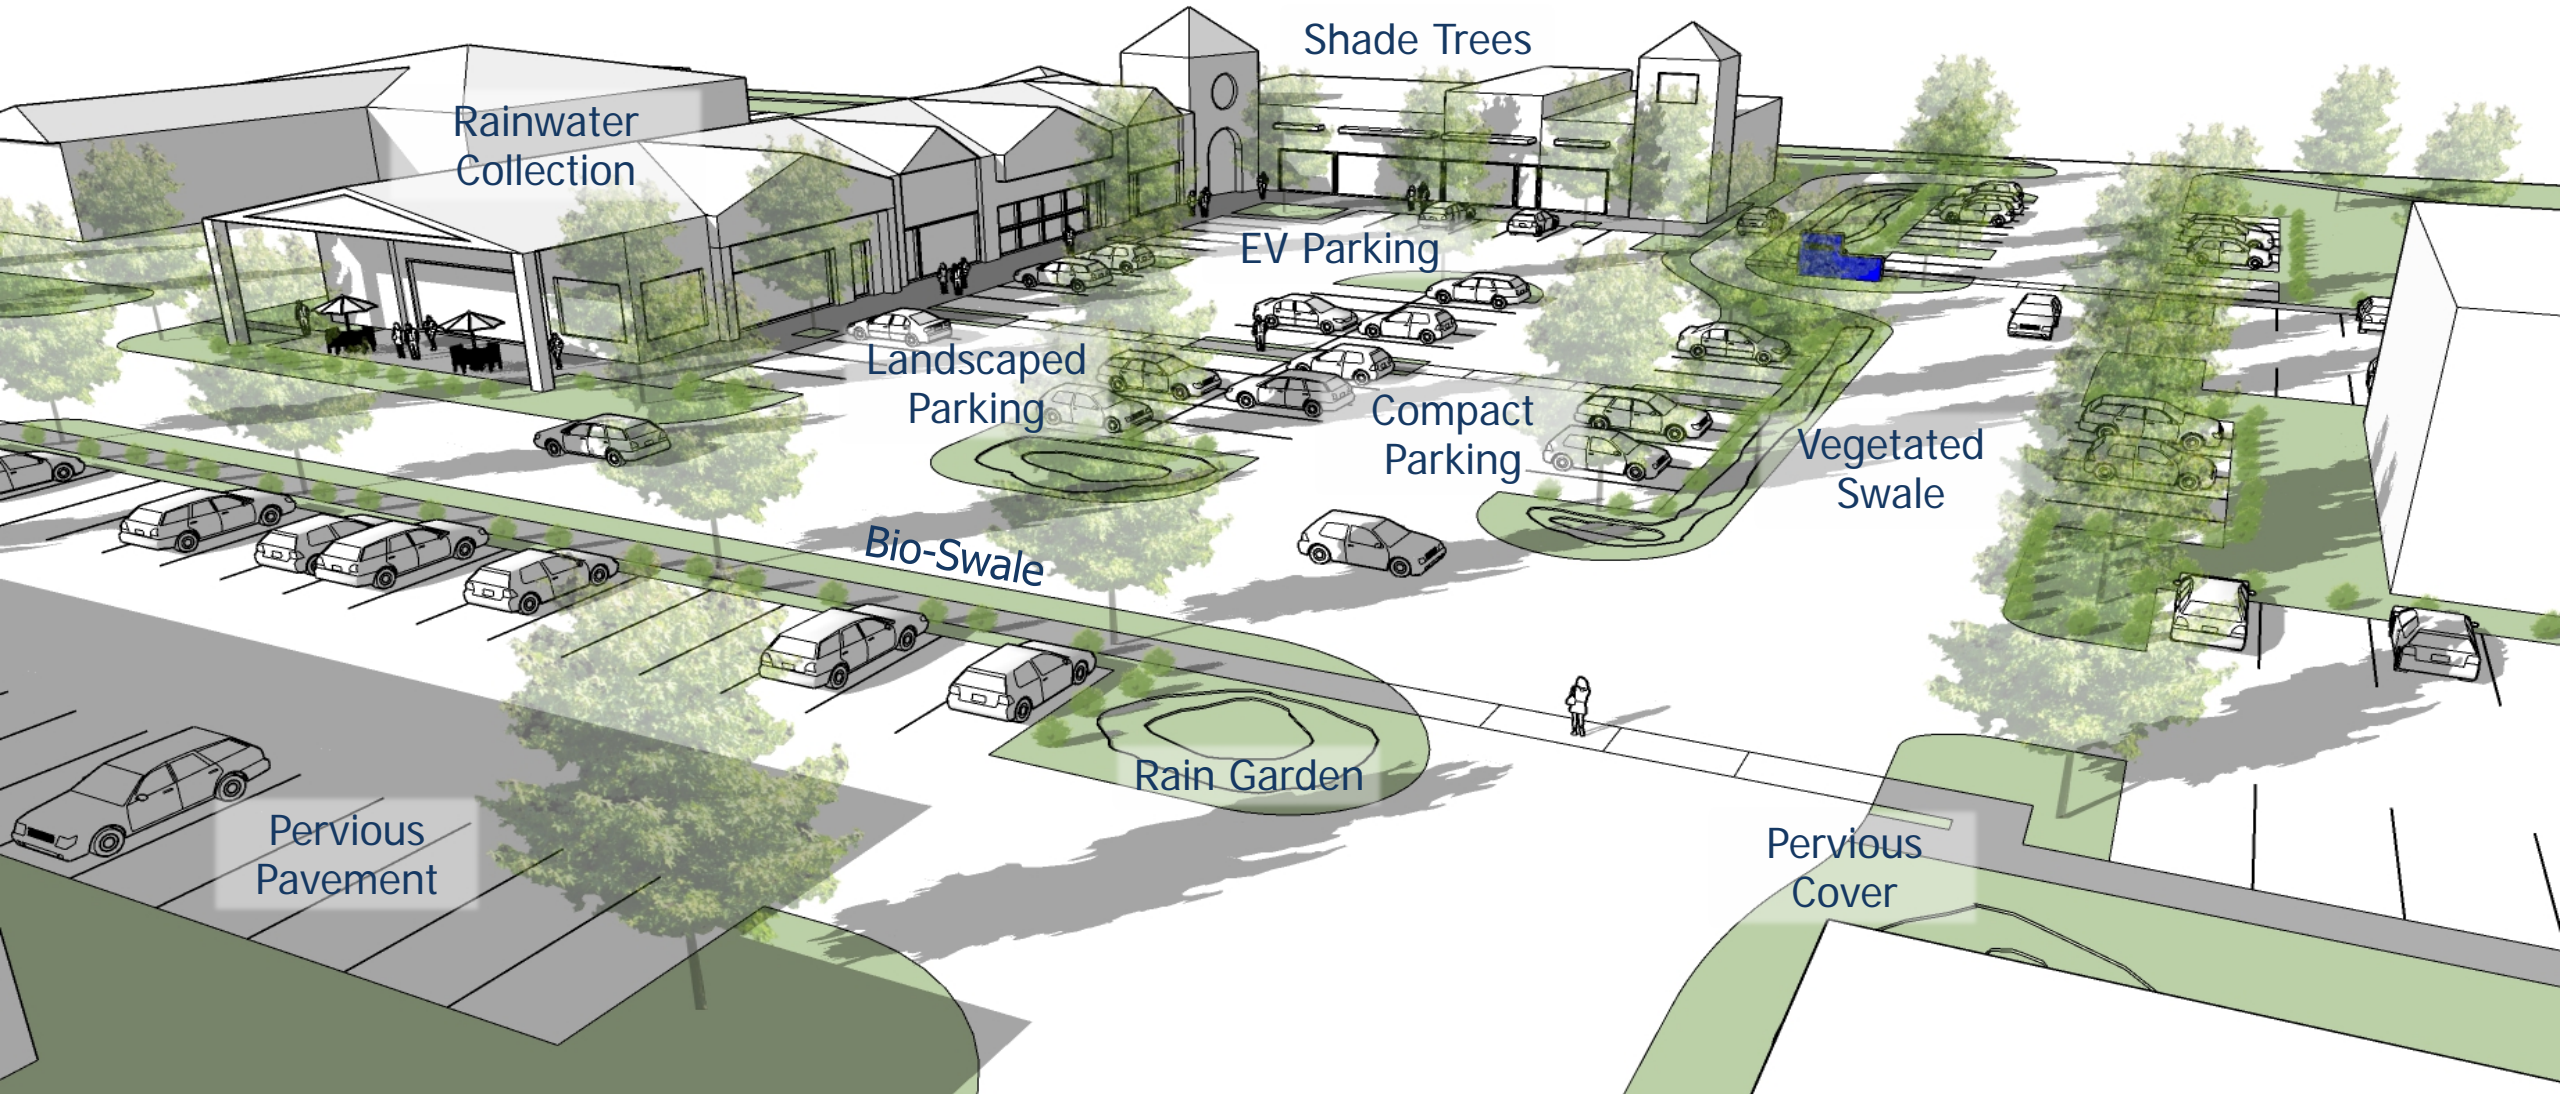 Shade Trees
Rainwater
Collection
EV Parking
Landscaped
Parking
Compact
Parking
Vegetated
Swale
Bio-Swale
Rain Garden
Pervious
Pavement
Pervious
Cover